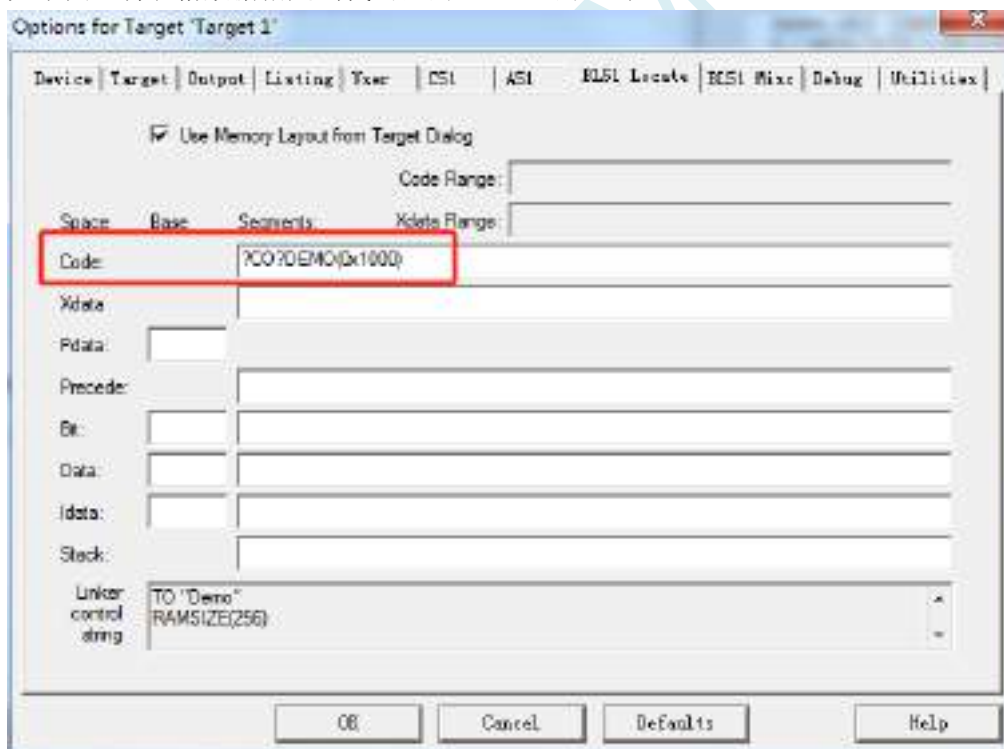 Options for Target 'Target 1'
Device Target Output Listing User C51 A51 BL51 Locate BL51 Misc Debug Utilities
Use Memory Layout from Target Dialog
Code Range:
Space Base Segments: Xdata Range:
Code: ?CO?DEMO(0x1000)
Xdata:
Pdata:
Precede:
Bit:
Data:
Idata:
Stack:
Linker
control
string
TO "Demo"
RAMSIZE(256)
OK Cancel Defaults Help